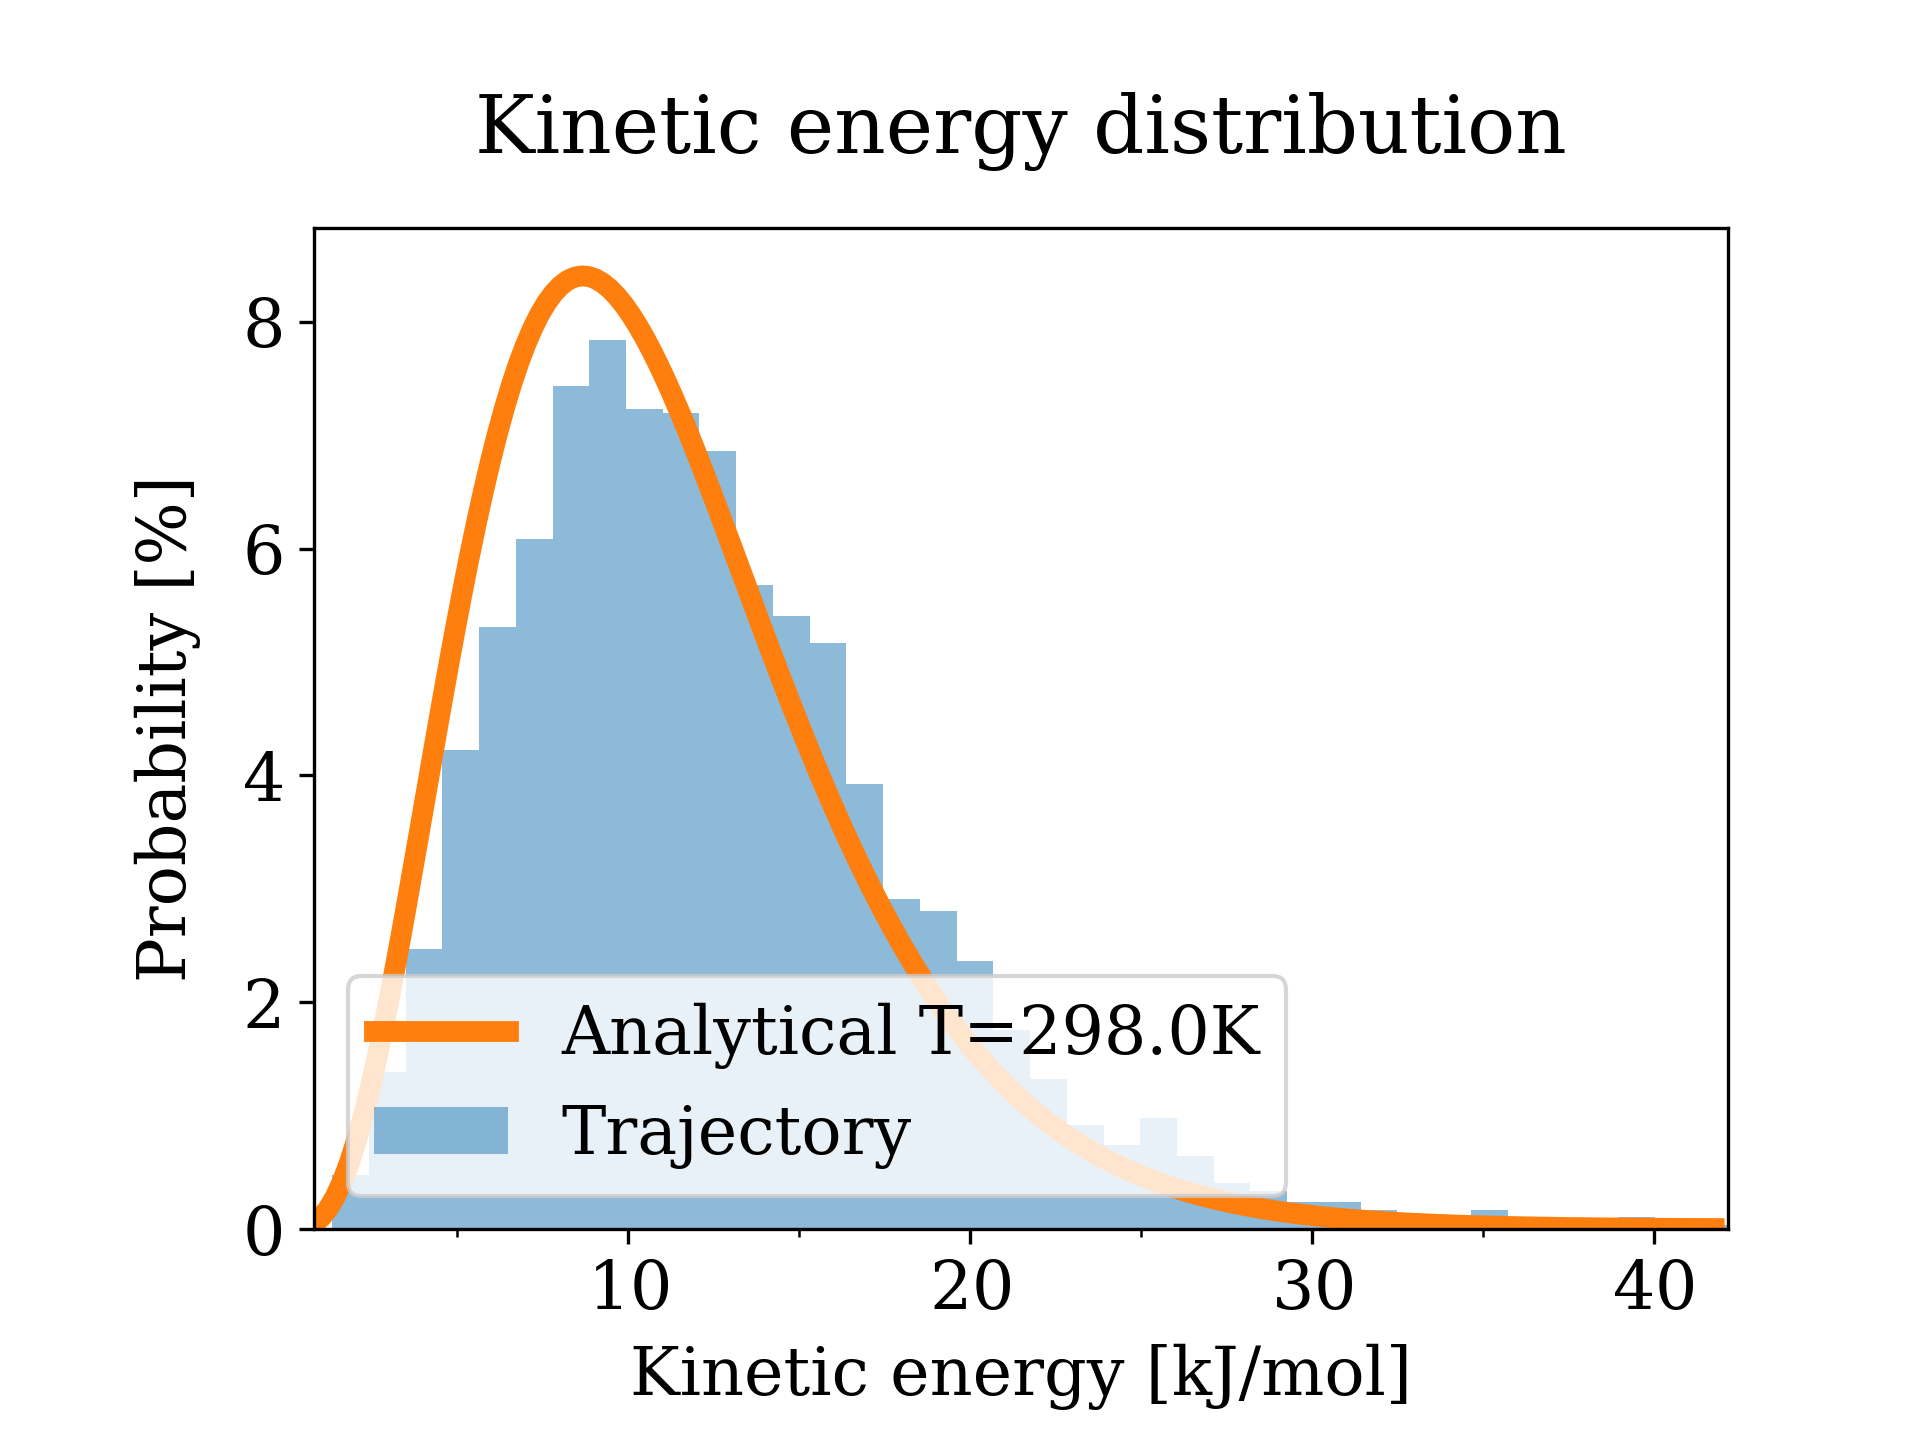 Kinetic energy distribution
Probability [%]
8
6
4
2
0
Analytical T=298.0K
Trajectory
10 20 30 40
Kinetic energy [kJ/mol]